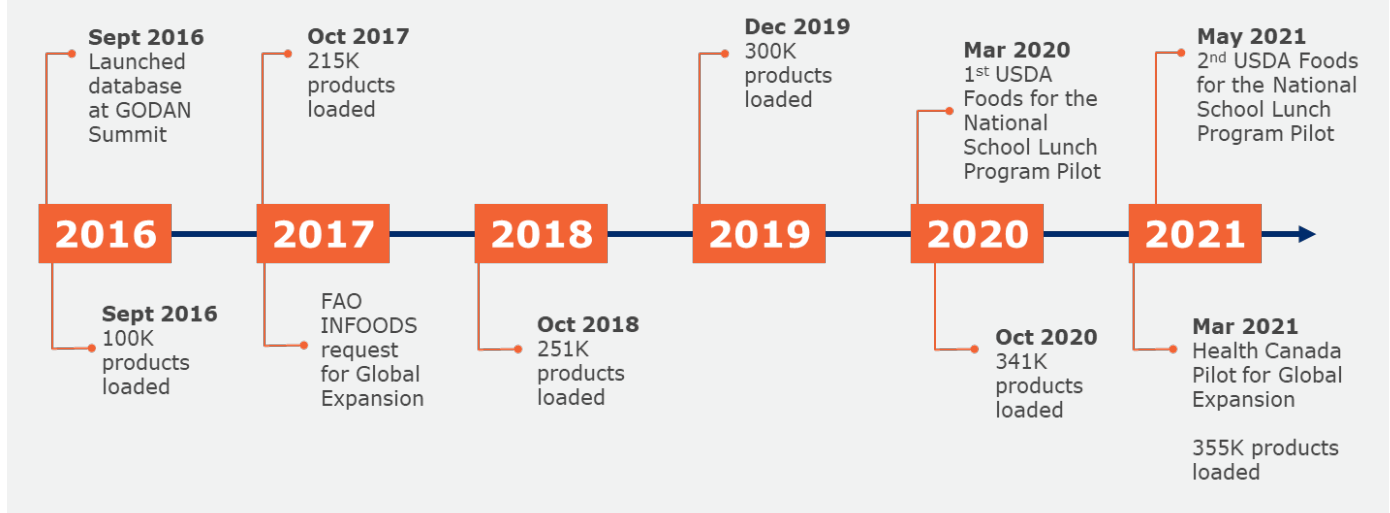 Sept 2016
Launched
database
at GODAN
Summit
Oct 2017
215K
products
loaded
Dec 2019
300K
products
loaded
Mar 2020
1st USDA
Foods for the
National
School Lunch
Program Pilot
May 2021
2nd USDA Foods
for the National
School Lunch
Program Pilot
2016
2017
2018
2019
2020
2021
Sept 2016
100K
products
loaded
FAO
INFOODS
request
for Global
Expansion
Oct 2018
251K
products
loaded
Oct 2020
341K
products
loaded
Mar 2021
Health Canada
Pilot for Global
Expansion
355K products
loaded